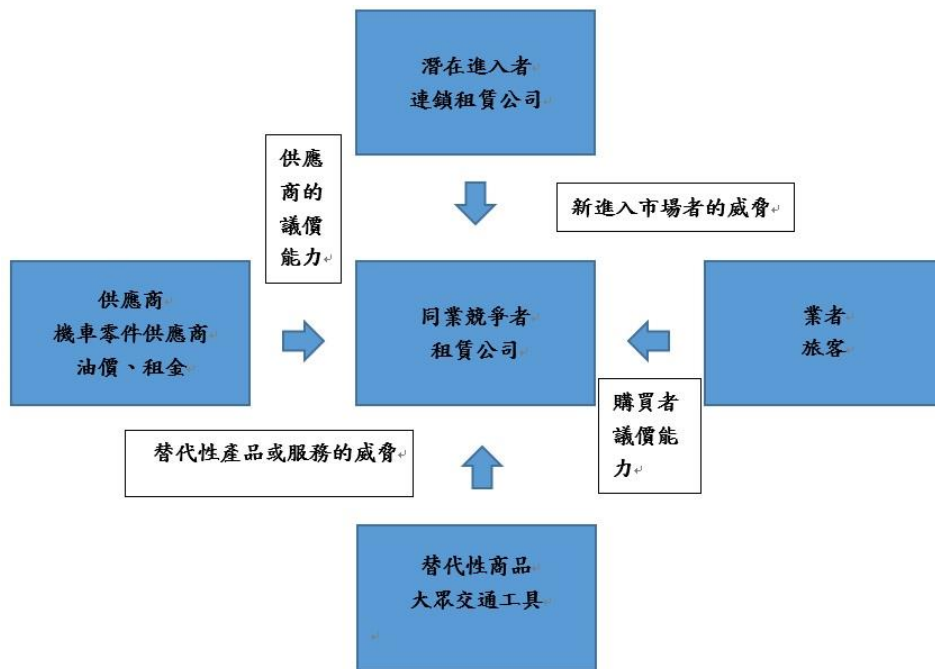 潛在進入者
連鎖租賃公司
供應
商的
議價
能力
新進入市場者的威脅
供應商
機車零件供應商
油價、租金
同業競爭者
租賃公司
業者
旅客
購買者
議價能
力
替代性產品或服務的威脅
替代性商品
大眾交通工具